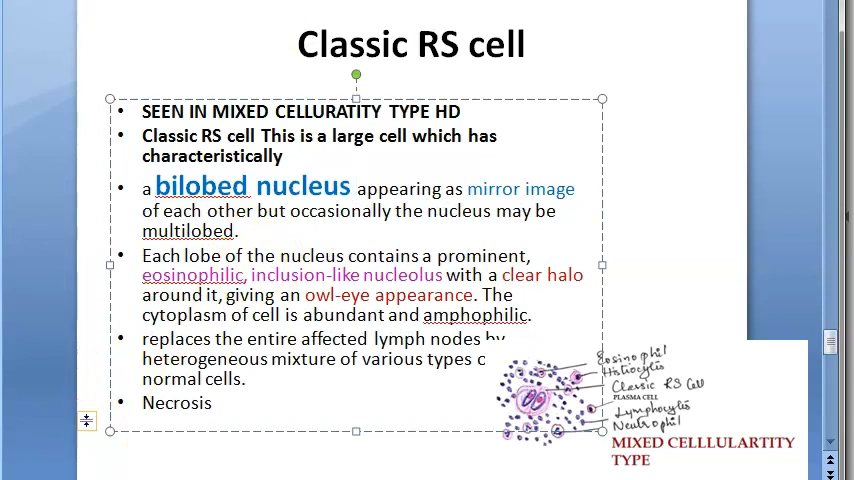 Classic RS cell
• SEEN IN MIXED CELLURATITY TYPE HD
• Classic RS cell This is a large cell which has
characteristically
• a bilobed nucleus appearing as mirror image
of each other but occasionally the nucleus may be
multilobed.
• Each lobe of the nucleus contains a prominent,
eosinophilic, inclusion-like nucleolus with a clear halo
around it, giving an owl-eye appearance. The
cytoplasm of cell is abundant and amphophilic.
• replaces the entire affected lymph nodes by
heterogeneous mixture of various types
normal cells.
• Necrosis
Eosinophil
Histiocytis
Classic RS Cell
PLASMA CELL
Lymphocytis
Neutrophil
MIXED CELLLULARTITY
TYPE